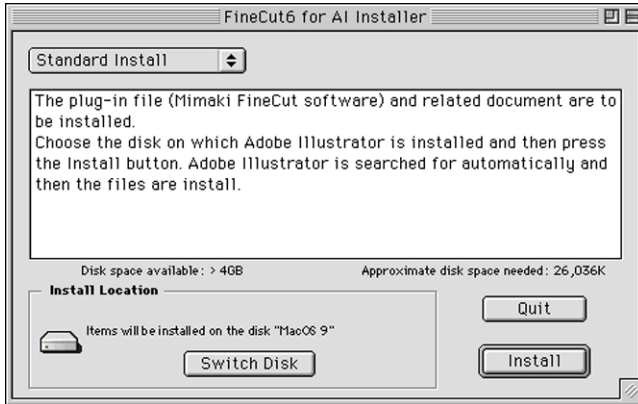 FineCut6 for AI Installer
Standard Install
The plug-in file (Mimaki FineCut software) and related document are to
be installed.
Choose the disk on which Adobe Illustrator is installed and then press
the Install button. Adobe Illustrator is searched for automatically and
then the files are install.
Disk space available: > 4GB
Approximate disk space needed: 26,036K
Install Location
Items will be installed on the disk "MacOS 9"
Switch Disk
Quit
Install